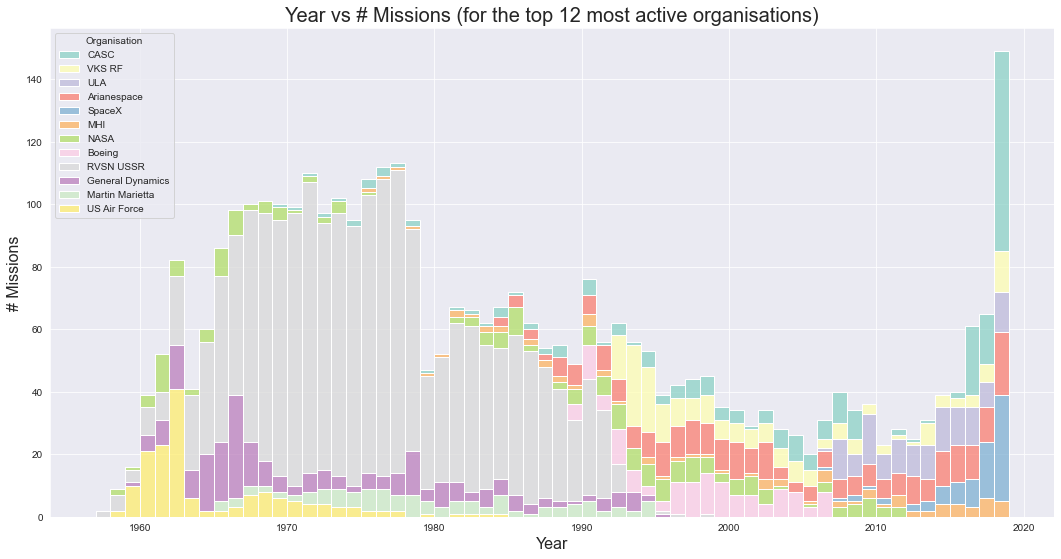 Year vs # Missions (for the top 12 most active organisations)
Organisation
CASC
VKS RF
ULA
Arianespace
SpaceX
MHI
NASA
Boeing
RVSN USSR
General Dynamics
Martin Marietta
US Air Force
# Missions
140
120
100
80
60
40
20
0
1960 1970 1980 1990 2000 2010 2020
Year